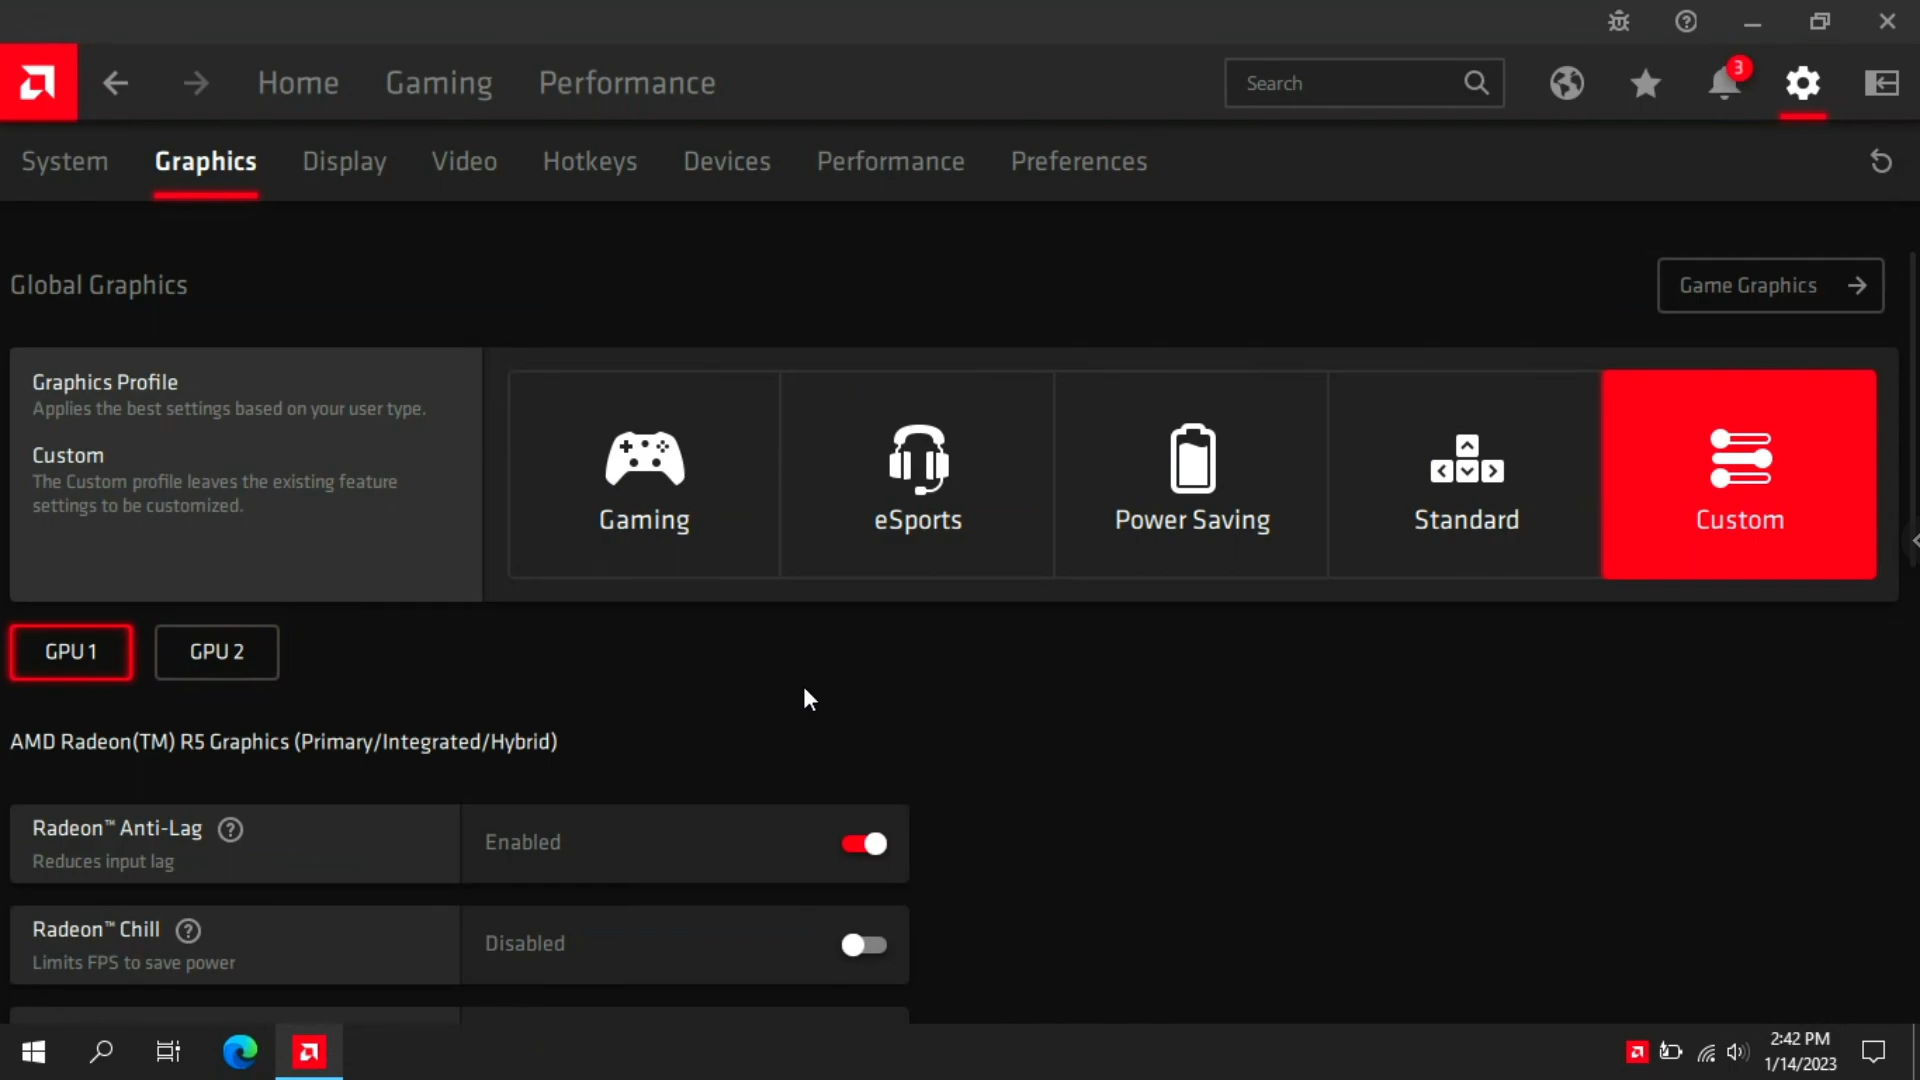 Home Gaming Performance Search 3
System Graphics Display Video Hotkeys Devices Performance Preferences
Global Graphics
Game Graphics
Graphics Profile
Applies the best settings based on your user type.
Custom
The Custom profile leaves the existing feature
settings to be customized.
Gaming
eSports
Power Saving
Standard
Custom
GPU 1
GPU 2
AMD Radeon(TM) R5 Graphics (Primary/Integrated/Hybrid)
Radeon™ Anti-Lag
Reduces input lag
Enabled
Radeon™ Chill
Limits FPS to save power
Disabled
2:42 PM
1/14/2023